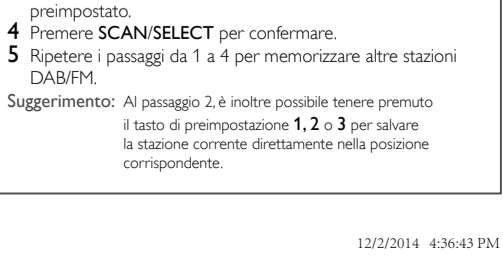 preimpostato.
4 Premere SCAN/SELECT per confermare.
5 Ripetere i passaggi da 1 a 4 per memorizzare altre stazioni
DAB/FM.
Suggerimento: Al passaggio 2, è inoltre possibile tenere premuto
il tasto di preimpostazione 1, 2 o 3 per salvare
la stazione corrente direttamente nella posizione
corrispondente.
12/2/2014 4:36:43 PM